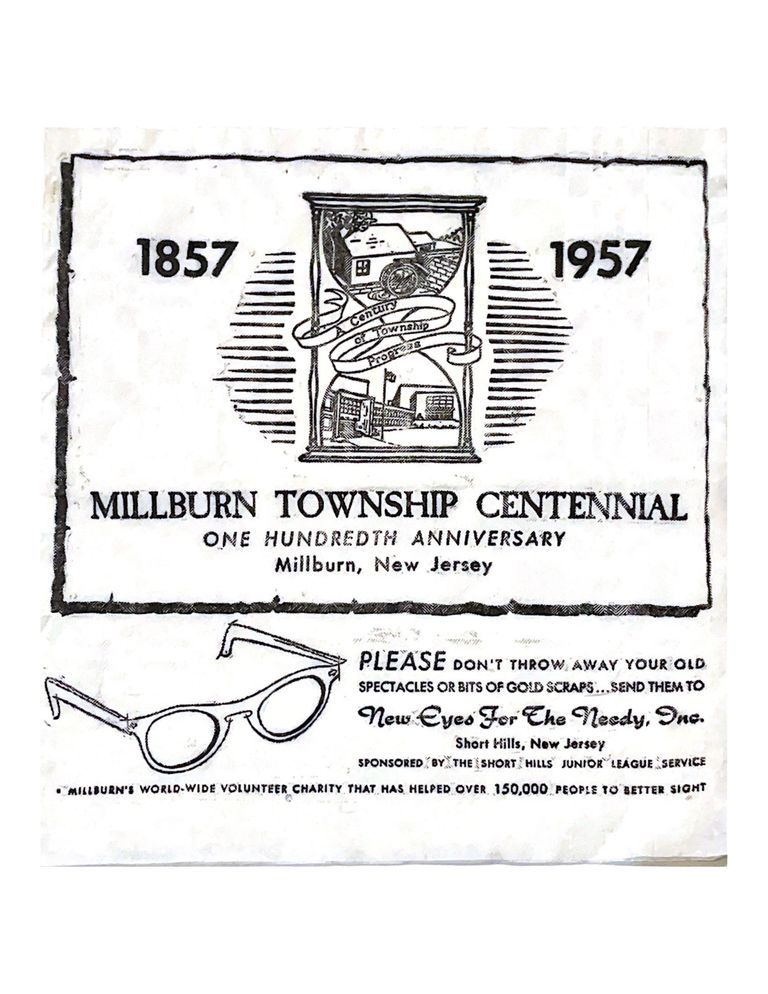 1857
1957
A Century
of Township
Progress
MILLBURN TOWNSHIP CENTENNIAL
ONE HUNDREDTH ANNIVERSARY
Millburn, New Jersey
PLEASE DON'T THROW AWAY YOUR OLD
SPECTACLES OR BITS OF GOLD SCRAPS...SEND THEM TO
New Eyes For The Needy, Inc.
Short Hills, New Jersey
SPONSORED BY THE SHORT HILLS JUNIOR LEAGUE SERVICE
• MILLBURN'S WORLD-WIDE VOLUNTEER CHARITY THAT HAS HELPED OVER 150,000 PEOPLE TO BETTER SIGHT